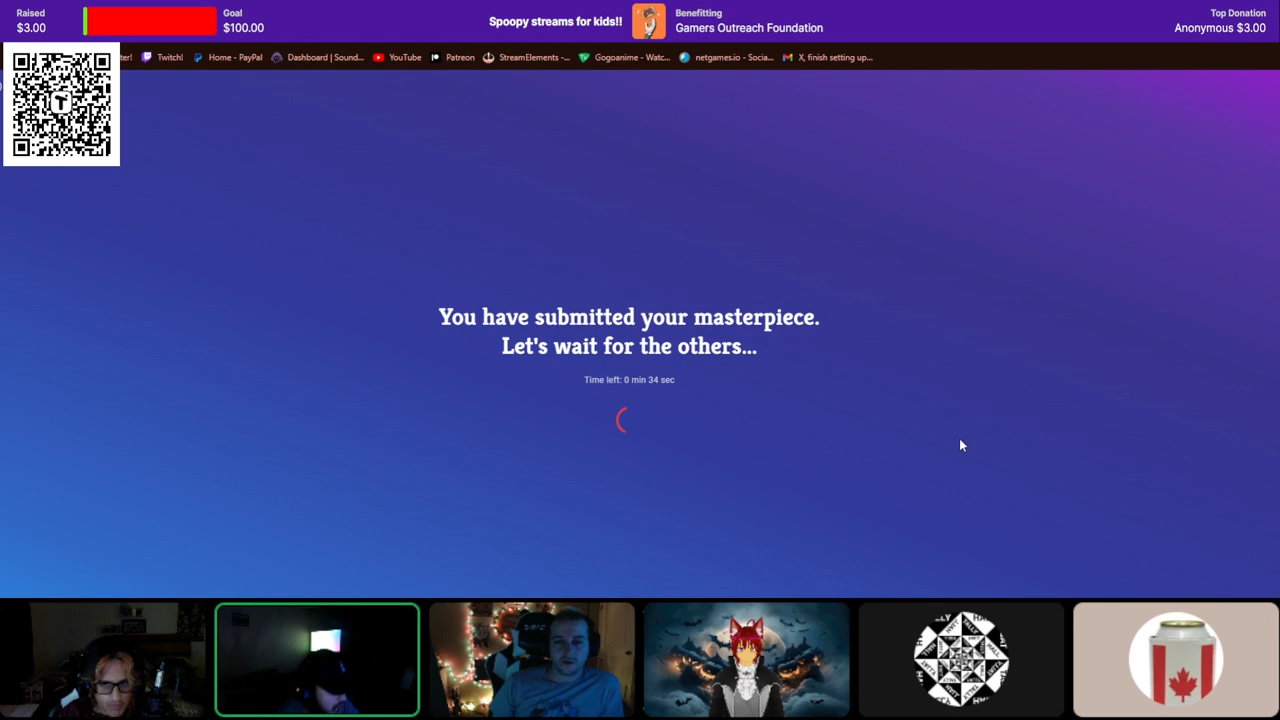 Raised
$3.00
Goal
$100.00
Spoopy streams for kids!!
Benefitting
Gamers Outreach Foundation
Top Donation
Anonymous $3.00
ter!
Twitch!
Home - PayPal
Dashboard | Sound...
YouTube
Patreon
StreamElements -...
Gogoanime - Watc...
netgames.io - Socia...
X, finish setting up...
You have submitted your masterpiece.
Let's wait for the others...
Time left: 0 min 34 sec